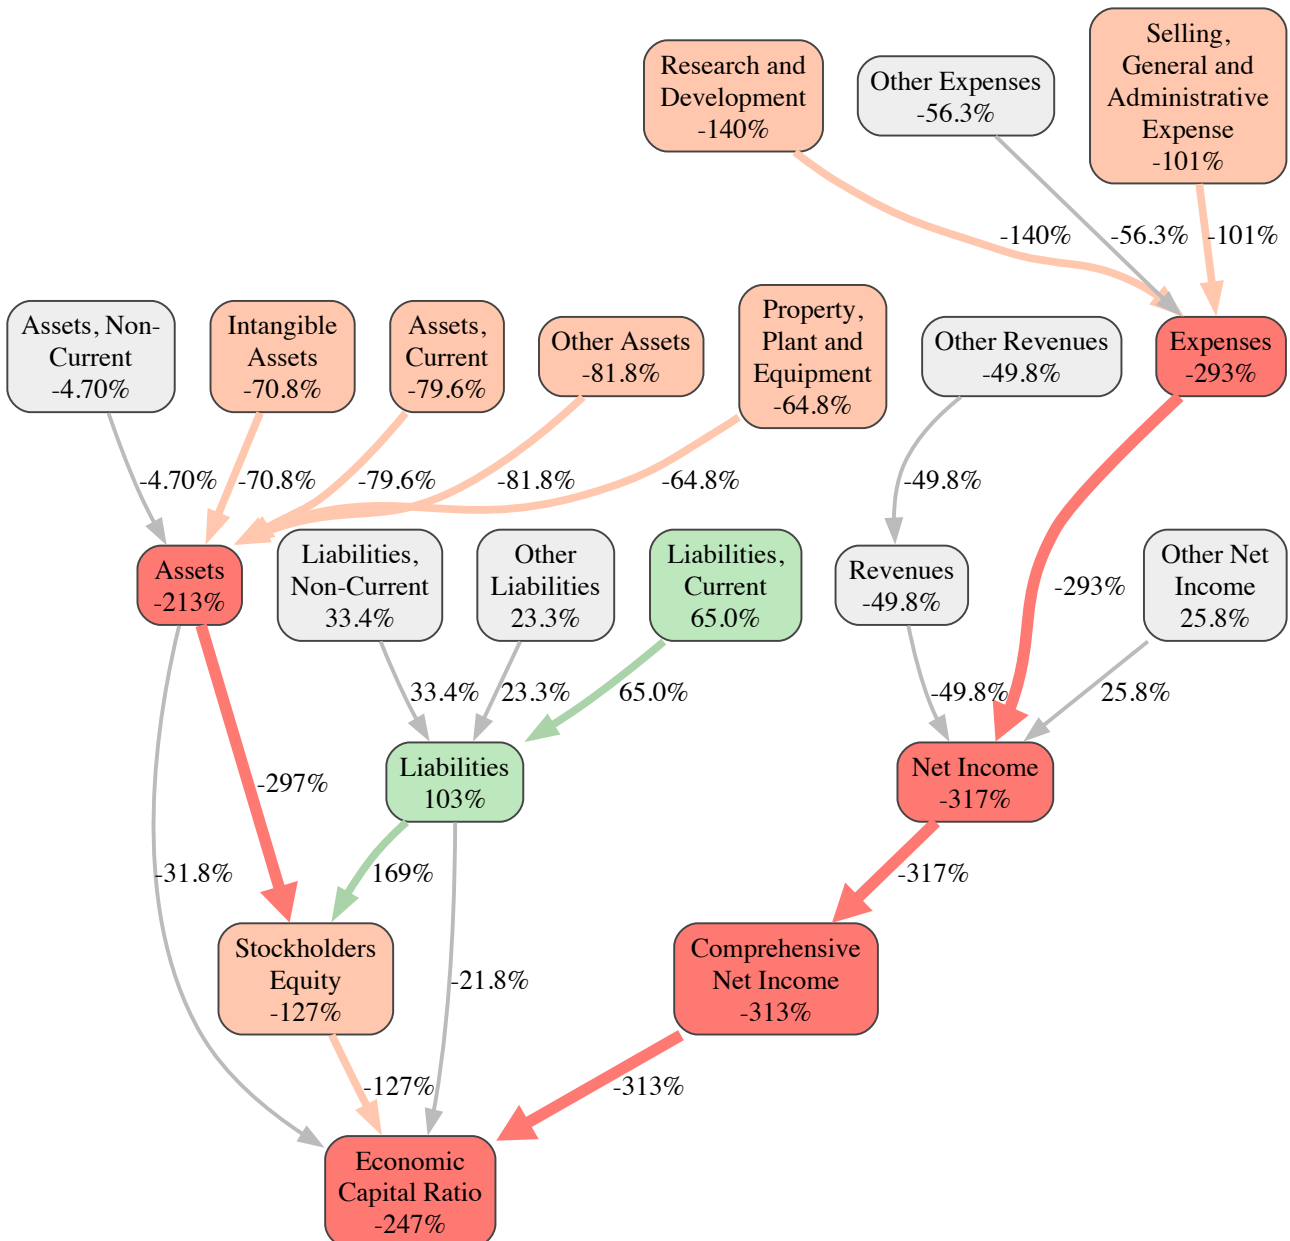 Selling,
General and
Administrative
Expense
-101%
Research and
Development
-140%
Other Expenses
-56.3%
-140%
-56.3%
-101%
Assets, Non-
Current
-4.70%
Intangible
Assets
-70.8%
Assets,
Current
-79.6%
Other Assets
-81.8%
Property,
Plant and
Equipment
-64.8%
Other Revenues
-49.8%
Expenses
-293%
-4.70%
-70.8%
-79.6%
-81.8%
-64.8%
-49.8%
-293%
Assets
-213%
Liabilities,
Non-Current
33.4%
Other
Liabilities
23.3%
Liabilities,
Current
65.0%
Revenues
-49.8%
Other Net
Income
25.8%
33.4%
23.3%
65.0%
-49.8%
25.8%
-297%
Liabilities
103%
Net Income
-317%
-31.8%
169%
-317%
Stockholders
Equity
-127%
-21.8%
Comprehensive
Net Income
-313%
-127%
-313%
Economic
Capital Ratio
-247%